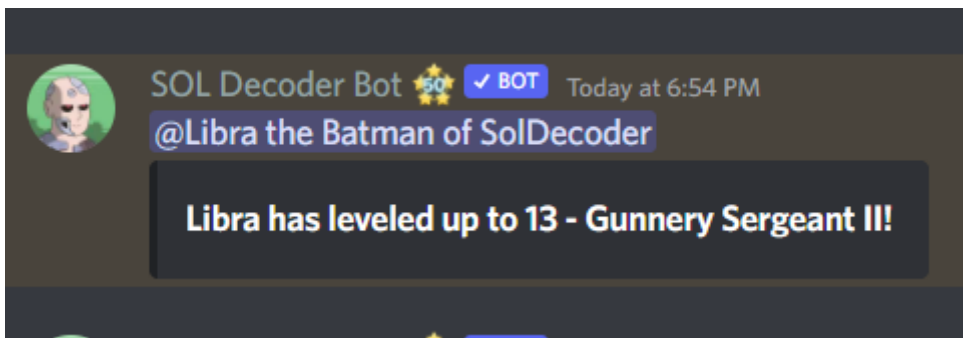 SOL Decoder Bot 50 ✓ BOT Today at 6:54 PM
@Libra the Batman of SolDecoder
Libra has leveled up to 13 - Gunnery Sergeant II!